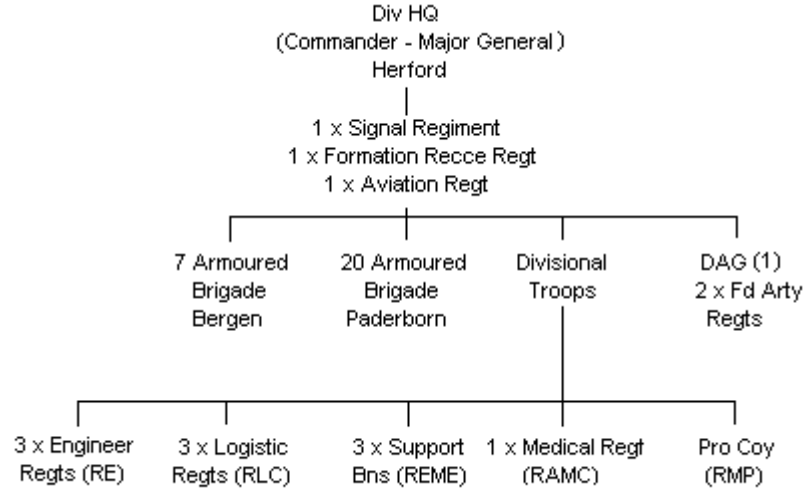 Div HQ
(Commander - Major General)
Herford
1 x Signal Regiment
1 x Formation Recce Regt
1 x Aviation Regt
7 Armoured
Brigade
Bergen
20 Armoured
Brigade
Paderborn
Divisional
Troops
DAG (1)
2 x Fd Arty
Regts
3 x Engineer
Regts (RE)
3 x Logistic
Regts (RLC)
3 x Support
Bns (REME)
1 x Medical Regt
(RAMC)
Pro Coy
(RMP)